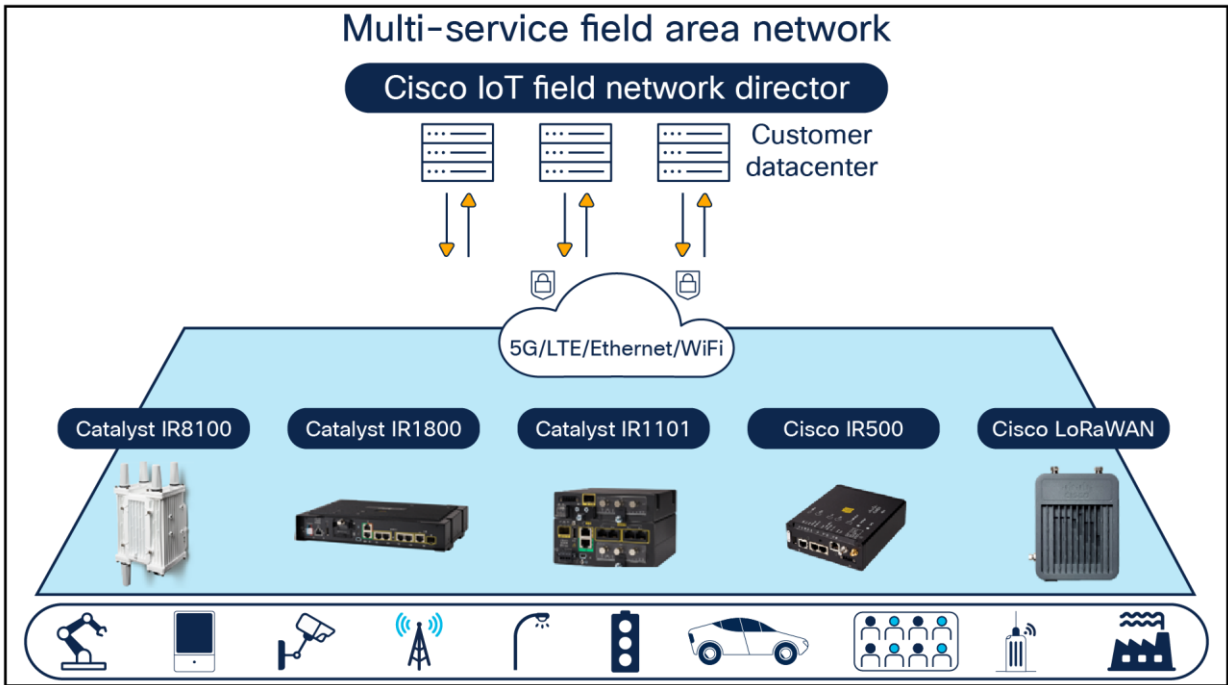 Multi-service field area network
Cisco IoT field network director
Customer
datacenter
5G/LTE/Ethernet/WiFi
Catalyst IR8100
Catalyst IR1800
Catalyst IR1101
Cisco IR500
Cisco LoRaWAN